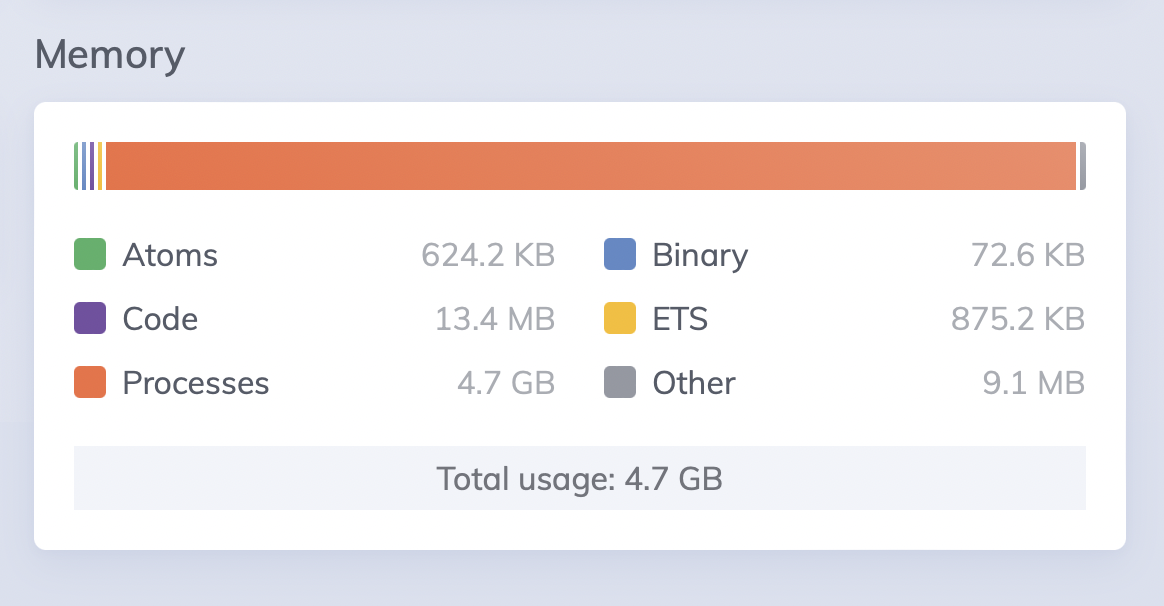 Memory
Atoms 624.2 KB Binary 72.6 KB
Code 13.4 MB ETS 875.2 KB
Processes 4.7 GB Other 9.1 MB
Total usage: 4.7 GB